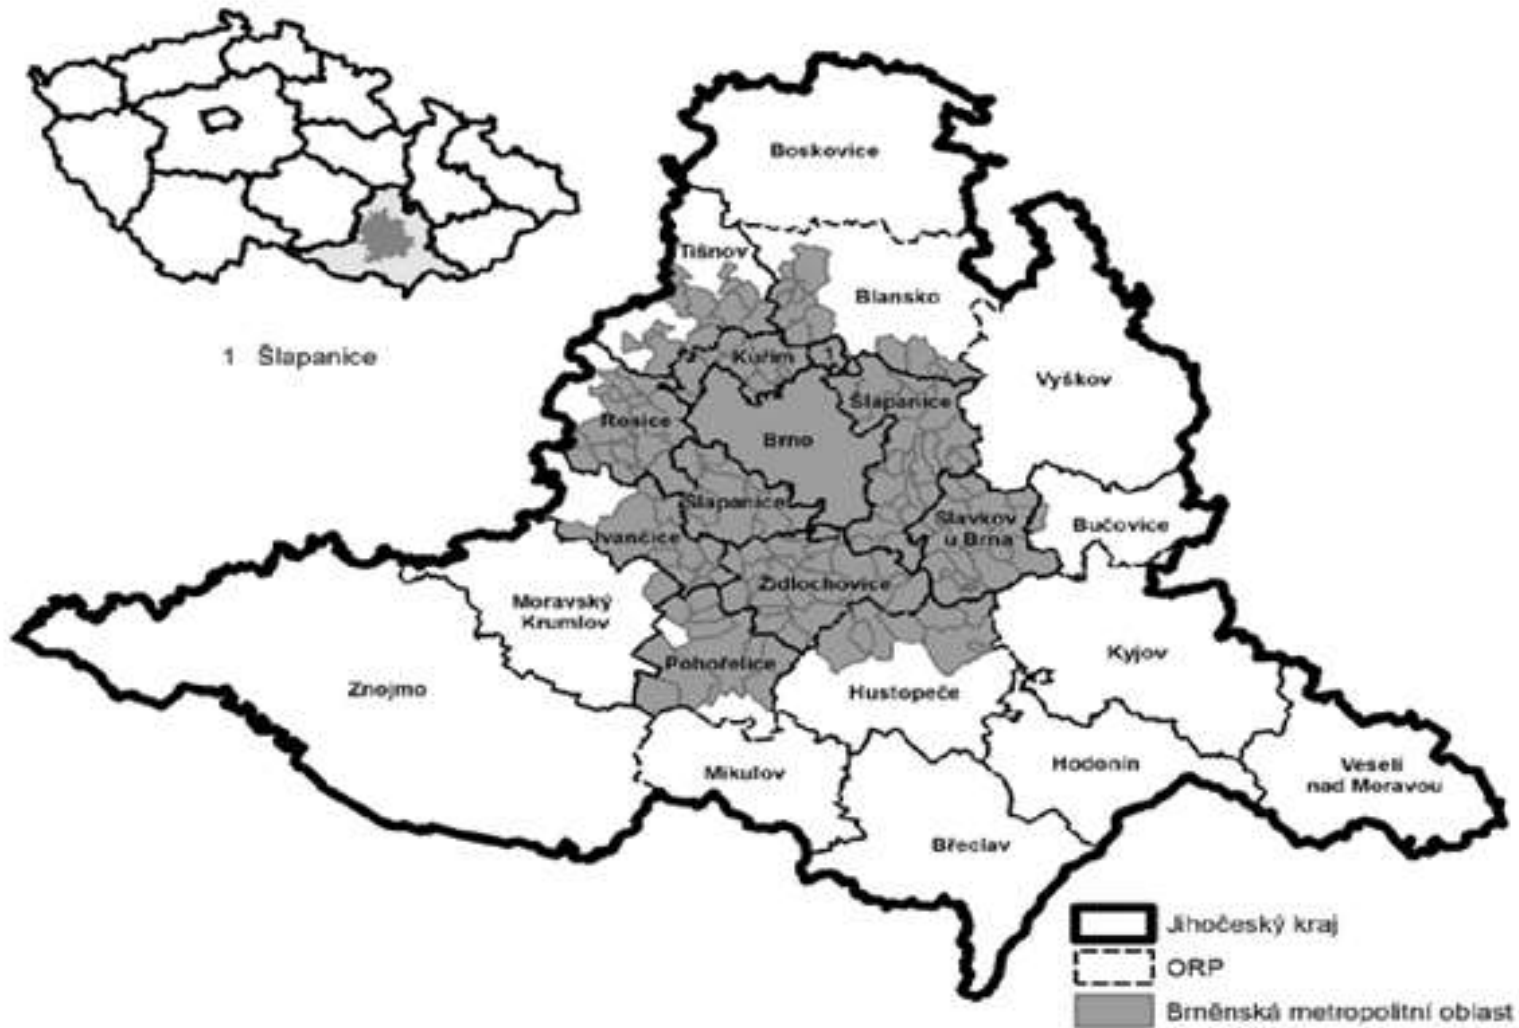 Boskovice
Tišnov
Blansko
1 Šlapanice
Kuřim
1
Vyškov
Šlapanice
Rosice
Brno
Šlapanice
Slavkov
u Brna
Bučovice
Ivančice
Židlochovice
Moravský
Krumlov
Kyjov
Pohořelice
Znojmo
Hustopeče
Hodonín
Mikulov
Veselí
nad Moravou
Břeclav
Jihočeský kraj
ORP
Brněnská metropolitní oblast